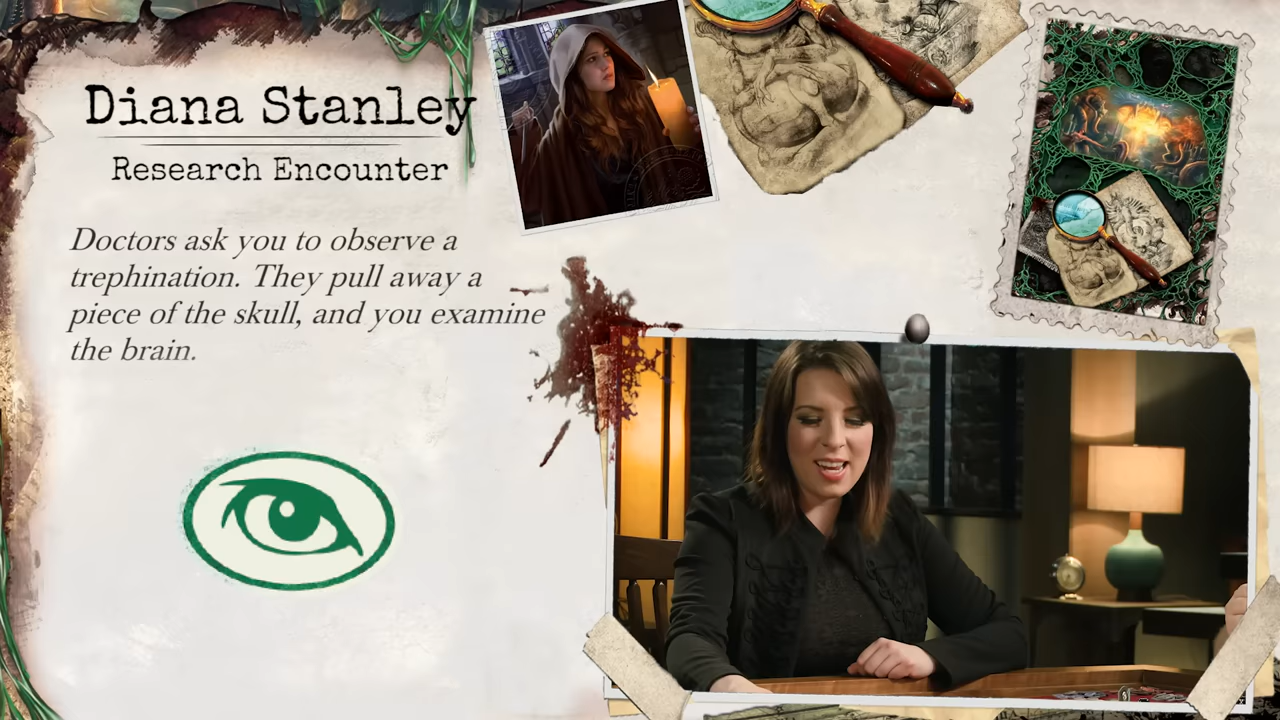 Diana Stanley
Research Encounter
Doctors ask you to observe a
trephination. They pull away a
piece of the skull, and you examine
the brain.